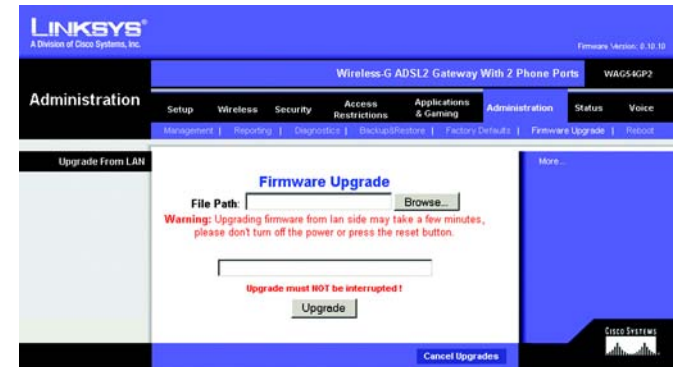 LINKSYS®
A Division of Cisco Systems, Inc.
Firmware Version: 0.10.10
Wireless-G ADSL2 Gateway With 2 Phone Ports
WAG54GP2
Administration
Setup
Wireless
Security
Access Restrictions
Applications & Gaming
Administration
Status
Voice
Management | Reporting | Diagnostics | Backup&Restore | Factory Defaults | Firmware Upgrade | Reboot
Upgrade From LAN
More...
Firmware Upgrade
File Path:
Browse...
Warning: Upgrading firmware from lan side may take a few minutes,
please don't turn off the power or press the reset button.
Upgrade must NOT be interrupted !
Upgrade
Cancel Upgrades
CISCO SYSTEMS